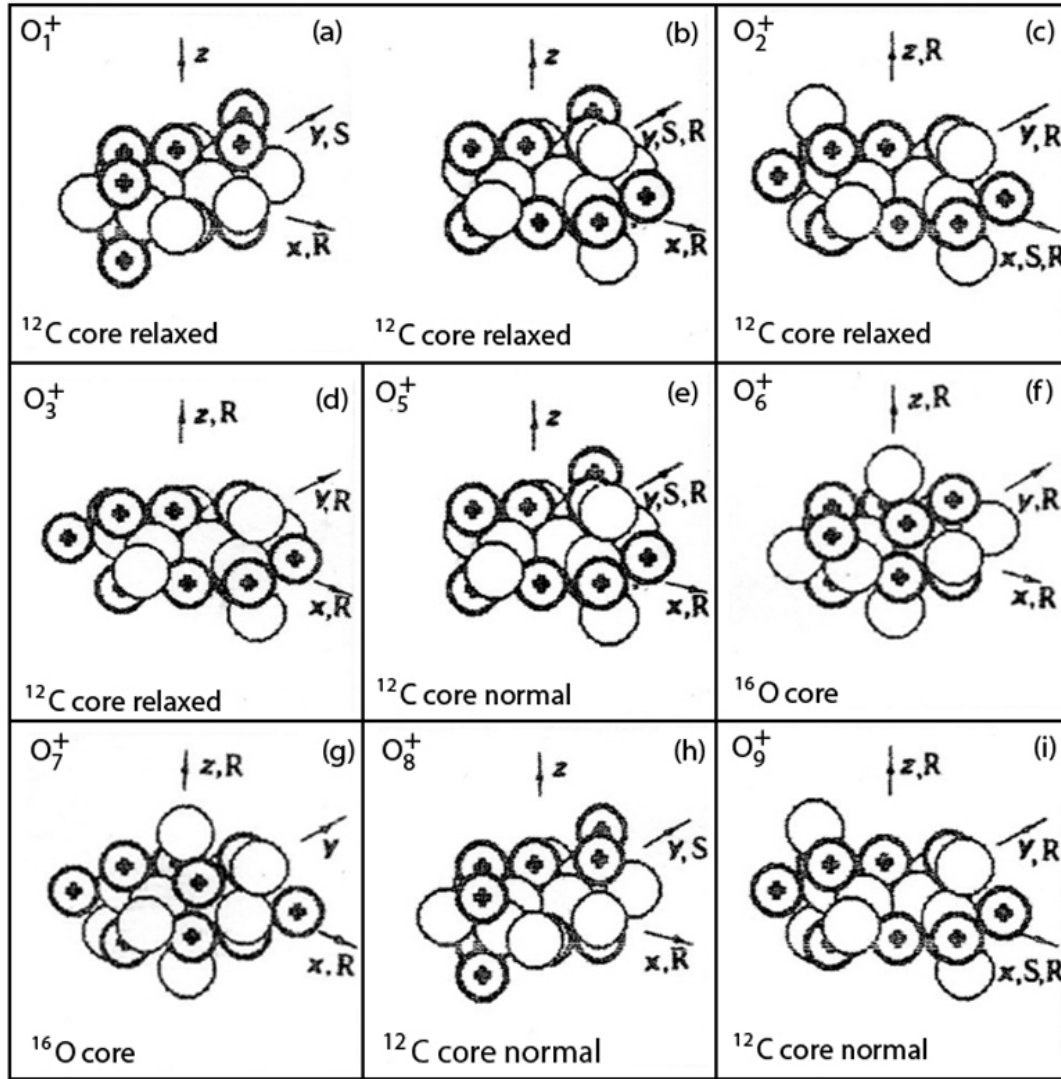 O₁⁺ (a)
z
y, S
x, R
¹²C core relaxed
(b)
z
y, S, R
x, R
¹²C core relaxed
O₂⁺ (c)
z, R
y, R
x, S, R
¹²C core relaxed
O₃⁺ (d)
z, R
y, R
x, R
¹²C core relaxed
O₅⁺ (e)
z
y, S, R
x, R
¹²C core normal
O₆⁺ (f)
z, R
y, R
x, R
¹⁶O core
O₇⁺ (g)
z, R
y
x, R
¹⁶O core
O₈⁺ (h)
z
y, S
x, R
¹²C core normal
O₉⁺ (i)
z, R
y, R
x, S, R
¹²C core normal